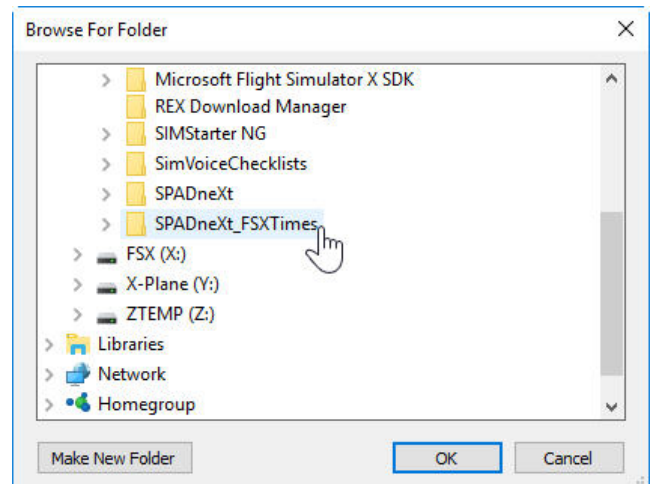 Browse For Folder
Microsoft Flight Simulator X SDK
REX Download Manager
SIMStarter NG
SimVoiceChecklists
SPADneXt
SPADneXt_FSXTimes
FSX (X:)
X-Plane (Y:)
ZTEMP (Z:)
Libraries
Network
Homegroup
Make New Folder
OK
Cancel